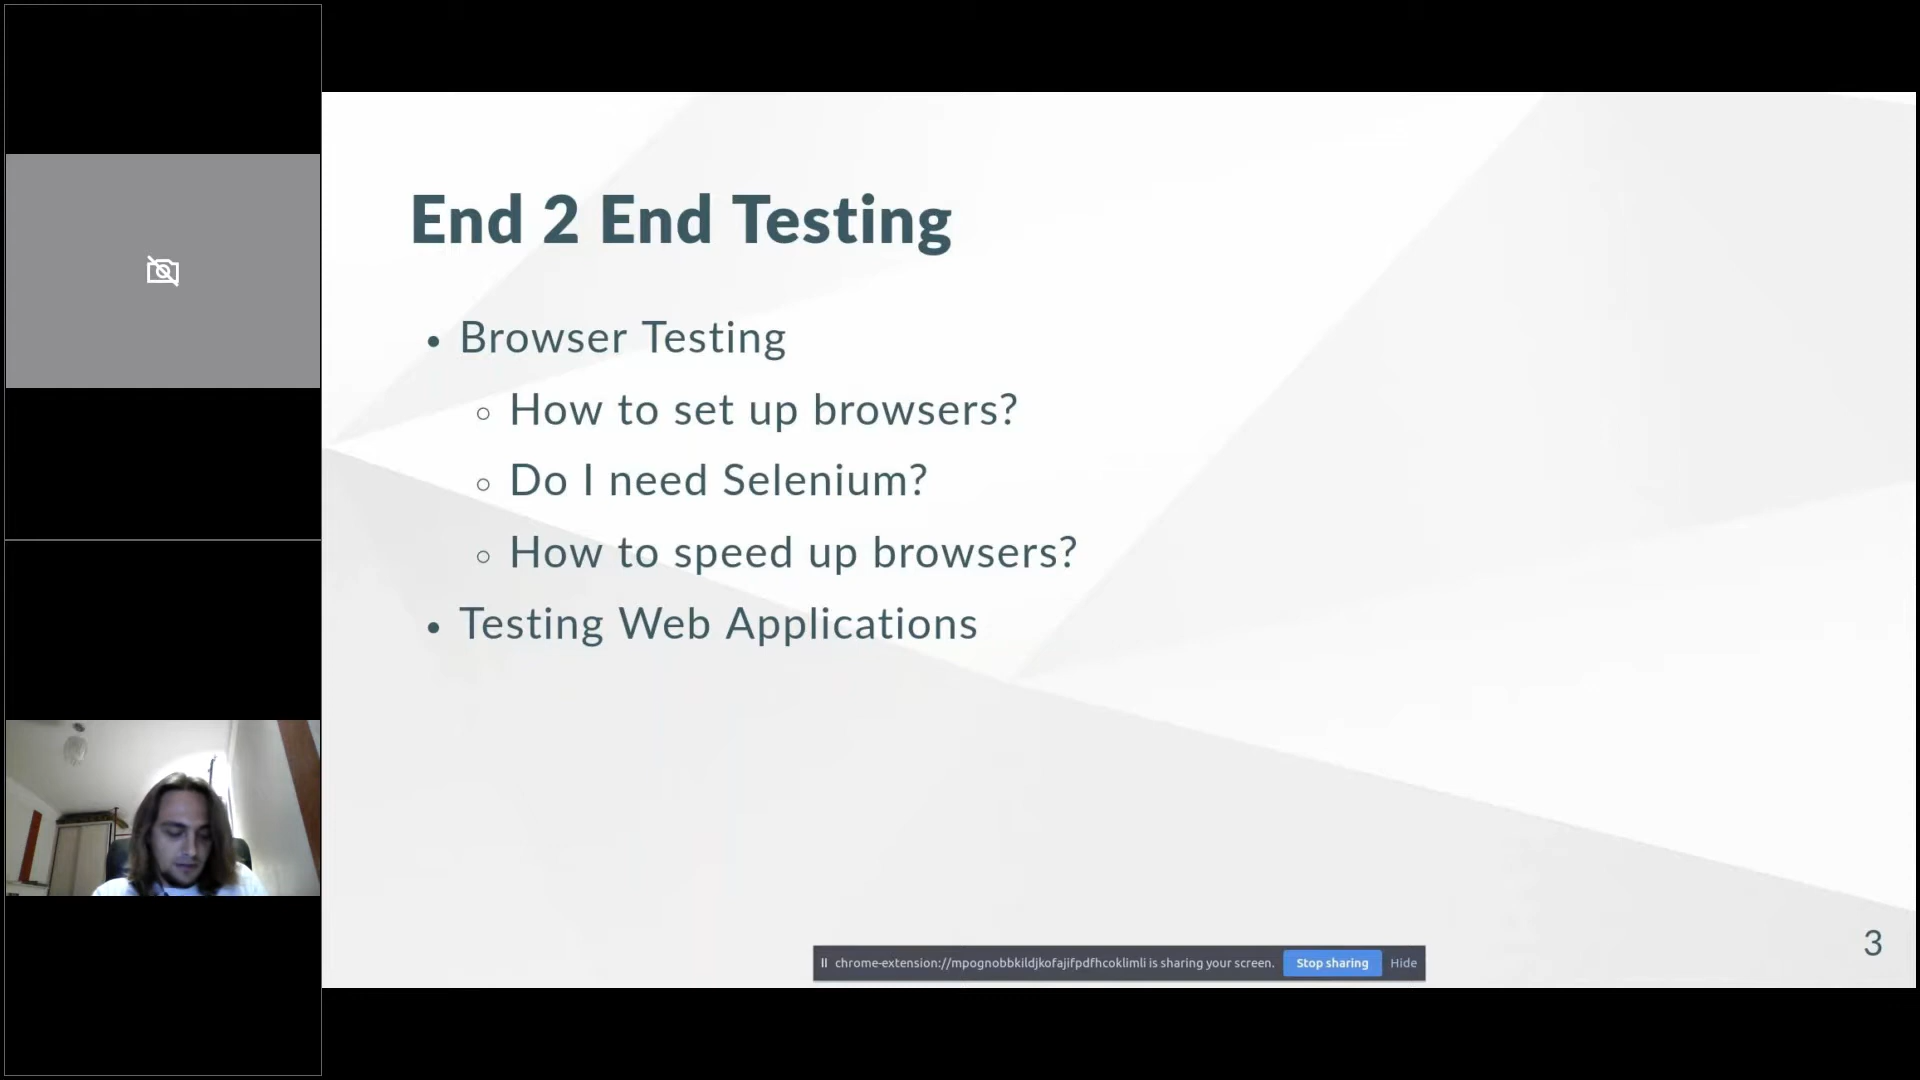 End 2 End Testing
Browser Testing
How to set up browsers?
Do I need Selenium?
How to speed up browsers?
Testing Web Applications
3
chrome-extension://mpognobbkildjkofajifpdfhcoklimli is sharing your screen. Stop sharing Hide